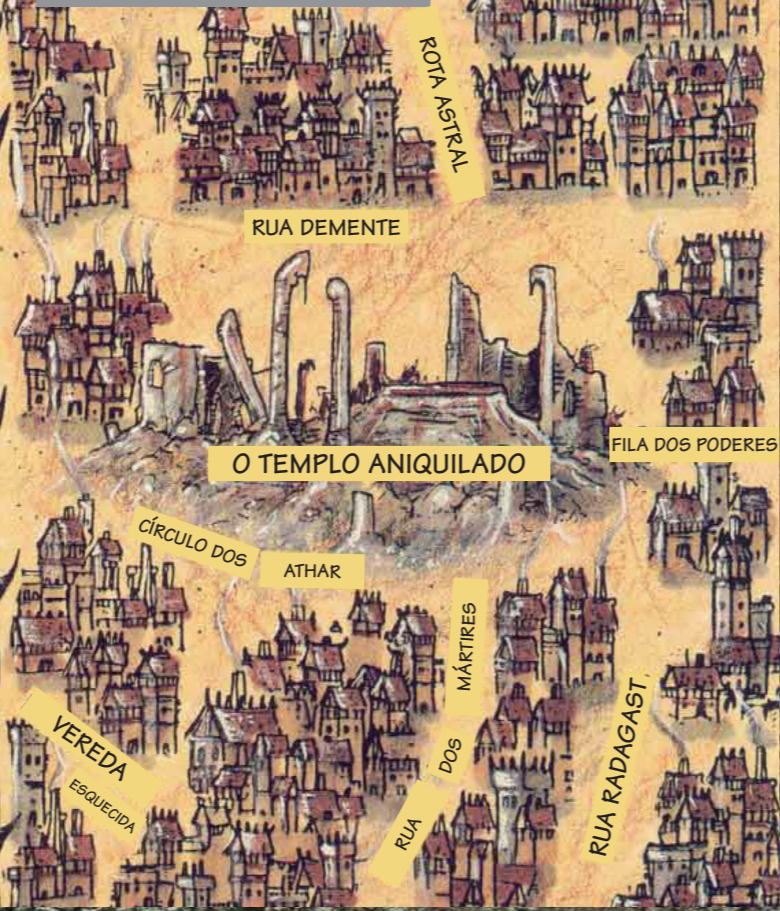 ROTA ASTRAL
RUA DEMENTE
FILA DOS PODERES
O TEMPLO ANIQUILADO
CÍRCULO DOS ATHAR
RUA DOS MÁRTIRES
RUA RADAGAST
VEREDA
ESQUECIDA